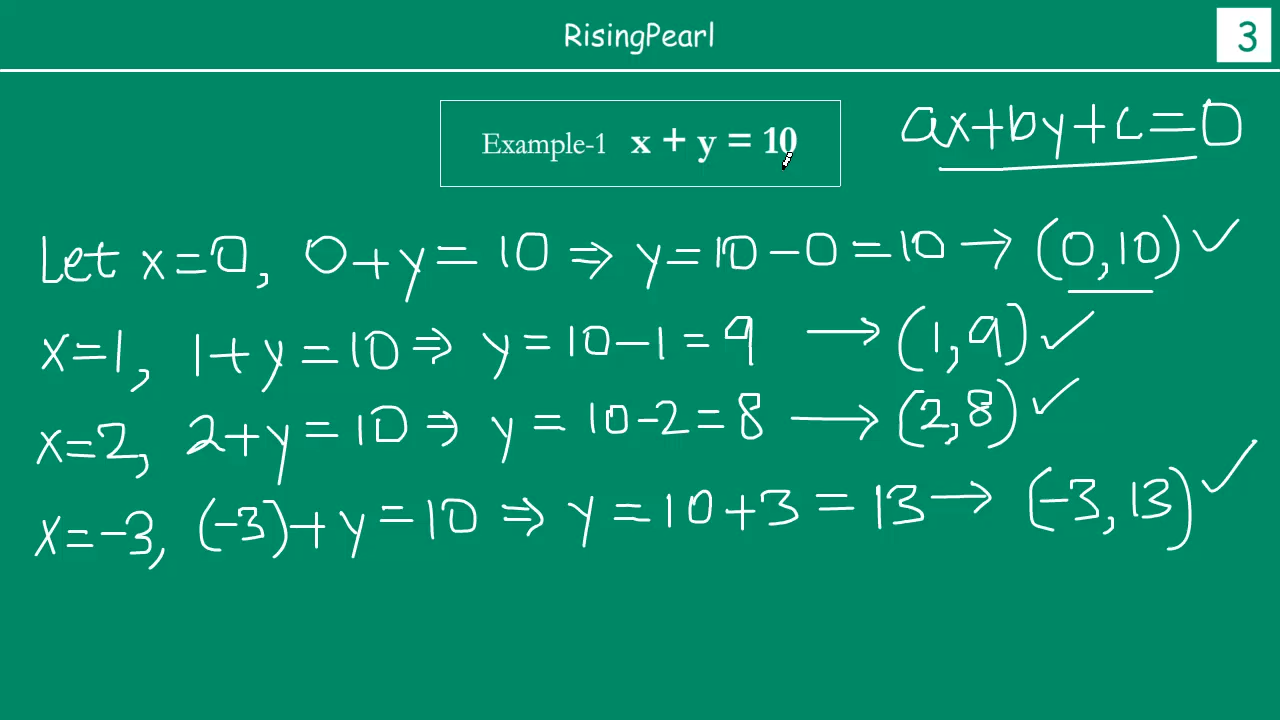 RisingPearl
3
Example-1 x + y = 10
ax+by+c=0
Let x=0, 0+y=10 ⇒ y=10-0=10 → (0,10) ✓
x=1, 1+y=10 ⇒ y=10-1=9 → (1,9) ✓
x=2, 2+y=10 ⇒ y=10-2=8 → (2,8) ✓
x=-3, (-3)+y=10 ⇒ y=10+3=13 → (-3,13) ✓